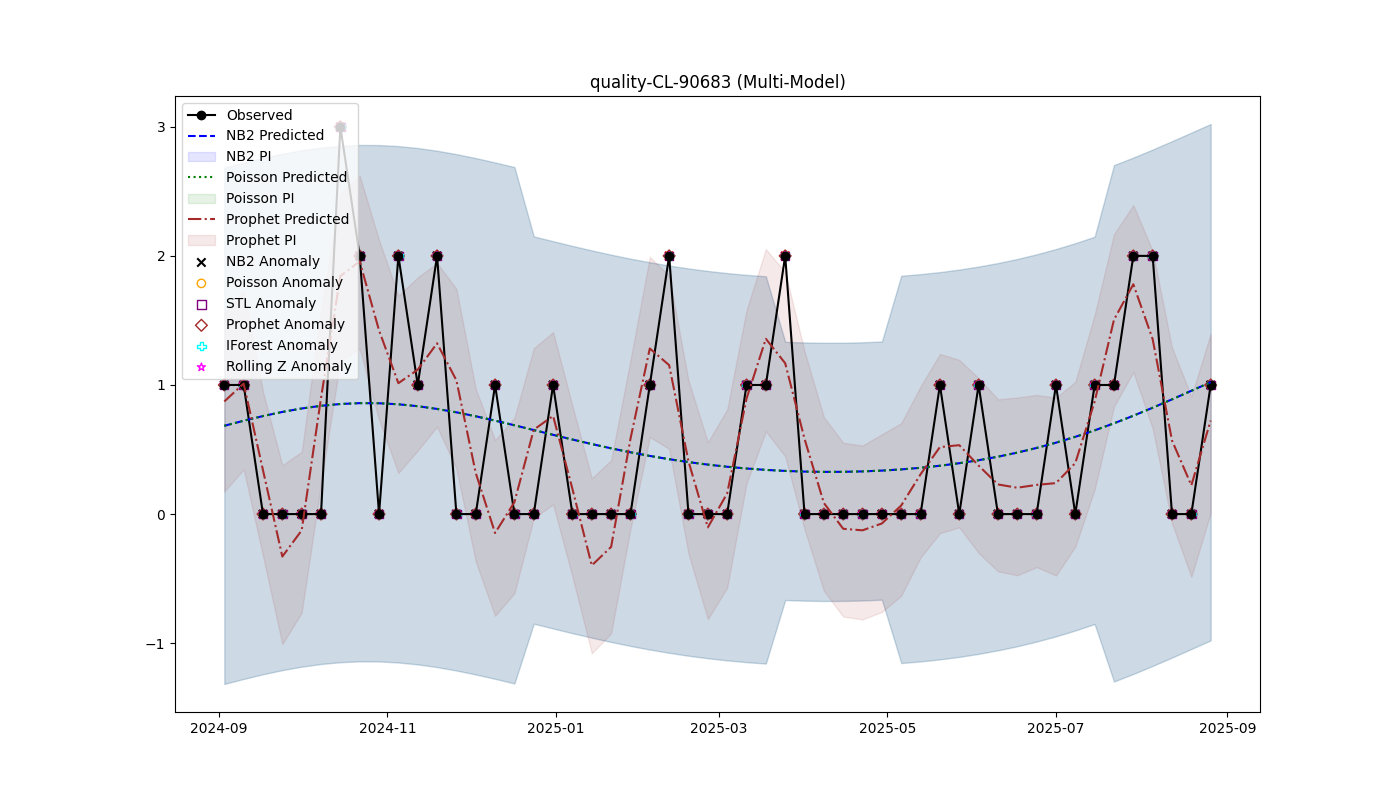 quality-CL-90683 (Multi-Model)
Observed
NB2 Predicted
NB2 PI
Poisson Predicted
Poisson PI
Prophet Predicted
Prophet PI
NB2 Anomaly
Poisson Anomaly
STL Anomaly
Prophet Anomaly
IForest Anomaly
Rolling Z Anomaly
3
2
1
0
−1
2024-09 2024-11 2025-01 2025-03 2025-05 2025-07 2025-09